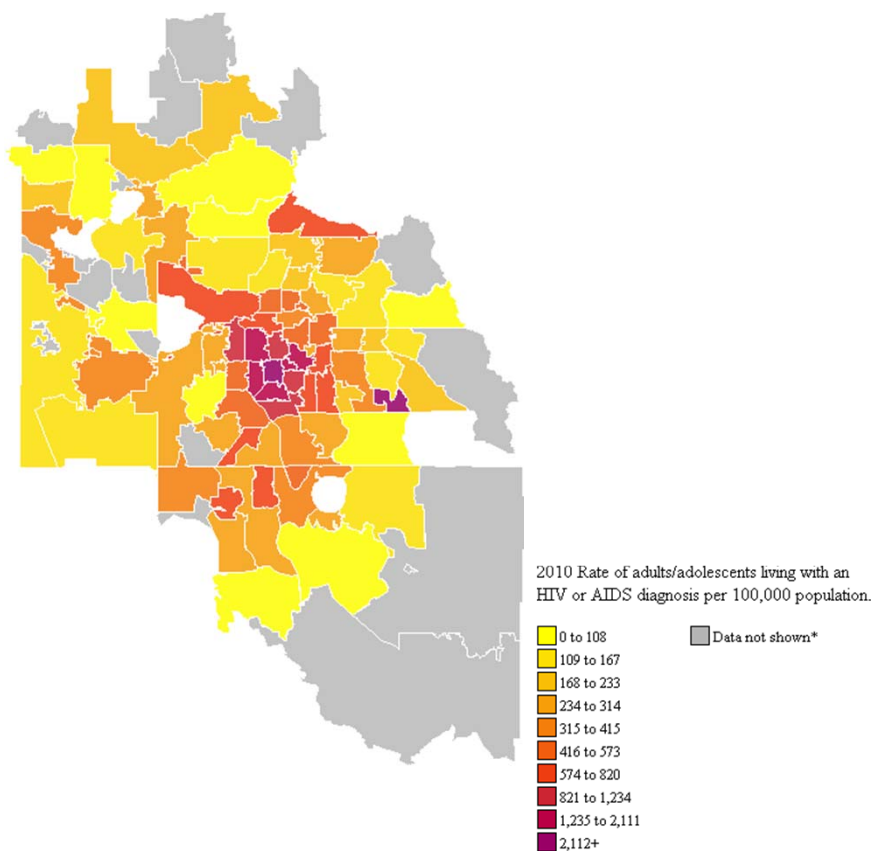 2010 Rate of adults/adolescents living with an
HIV or AIDS diagnosis per 100,000 population.
0 to 108
Data not shown*
109 to 167
168 to 233
234 to 314
315 to 415
416 to 573
574 to 820
821 to 1,234
1,235 to 2,111
2,112+